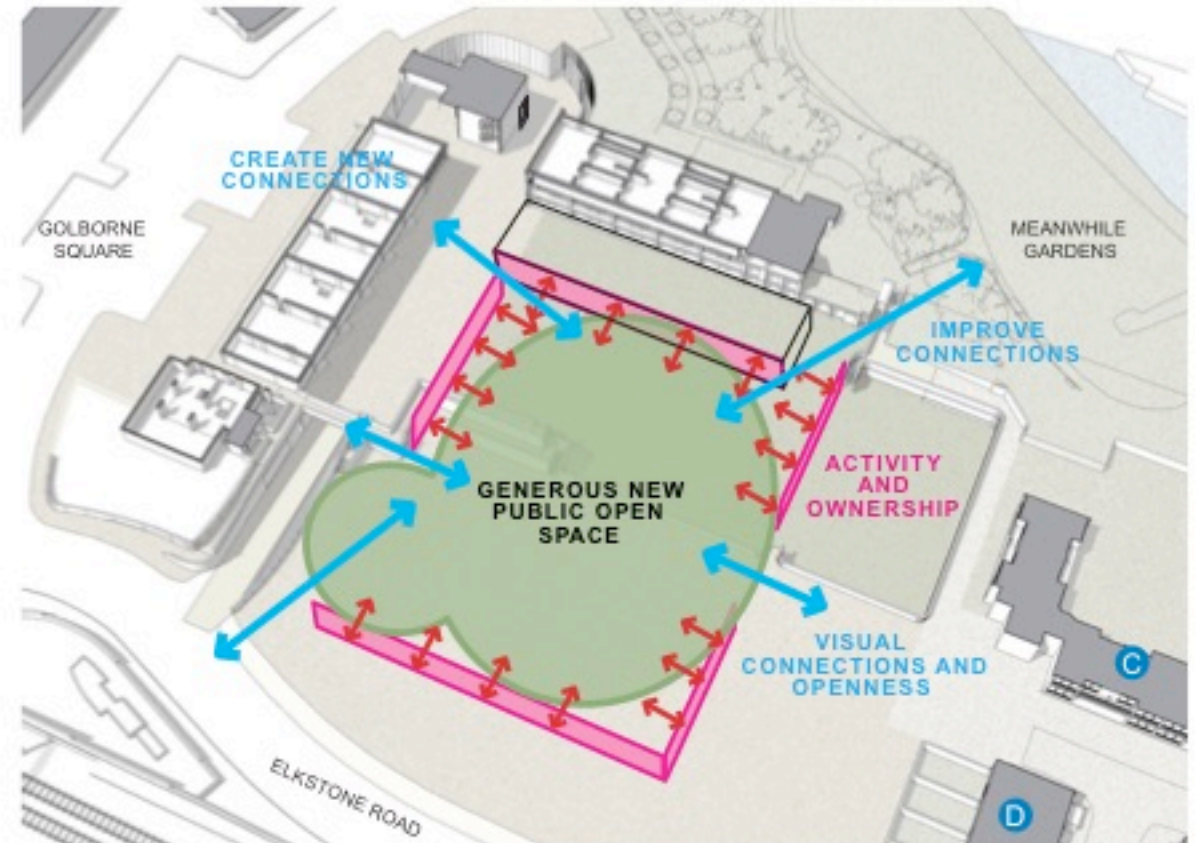 CREATE NEW
CONNECTIONS
GOLBORNE
SQUARE
MEANWHILE
GARDENS
IMPROVE
CONNECTIONS
ACTIVITY
AND
OWNERSHIP
GENEROUS NEW
PUBLIC OPEN
SPACE
VISUAL
CONNECTIONS AND
OPENNESS
C
ELKSTONE ROAD
D